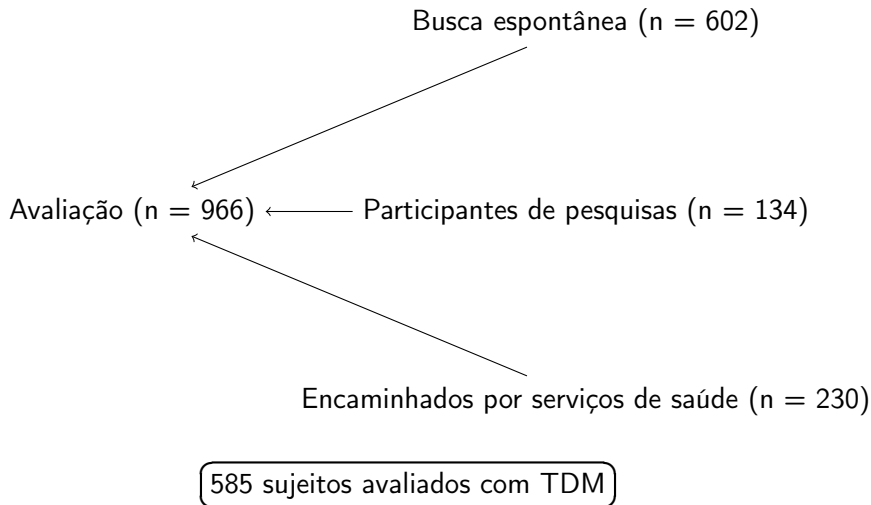 Busca espontânea (n = 602)
Avaliação (n = 966)
Participantes de pesquisas (n = 134)
Encaminhados por serviços de saúde (n = 230)
585 sujeitos avaliados com TDM